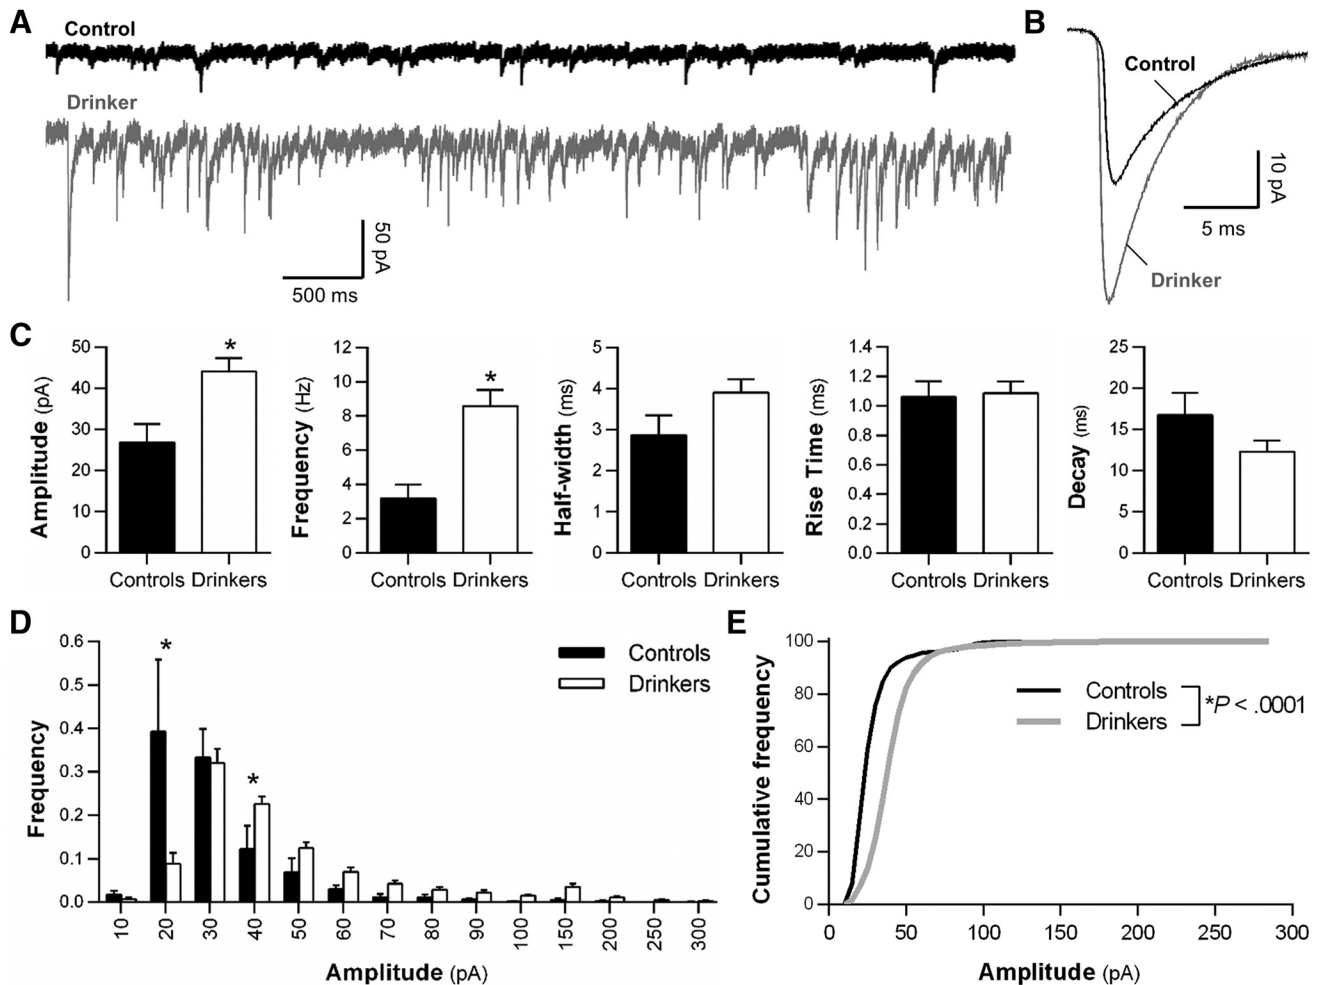 A
Control
Drinker
50 pA
500 ms
B
Control
10 pA
5 ms
Drinker
C
Amplitude (pA)
50
40
30
20
10
0
*
Controls Drinkers
Frequency (Hz)
12
10
8
6
4
2
0
*
Controls Drinkers
Half-width (ms)
5
4
3
2
1
0
Controls Drinkers
Rise Time (ms)
1.4
1.2
1.0
0.8
0.6
0.4
0.2
0.0
Controls Drinkers
Decay (ms)
25
20
15
10
5
0
Controls Drinkers
D
Frequency
0.6
0.5
0.4
0.3
0.2
0.1
0.0
*
*
Controls
Drinkers
10 20 30 40 50 60 70 80 90 100 150 200 250 300
Amplitude (pA)
E
Cumulative frequency
100
80
60
40
20
0
Controls
Drinkers
*P < .0001
0 50 100 150 200 250 300
Amplitude (pA)